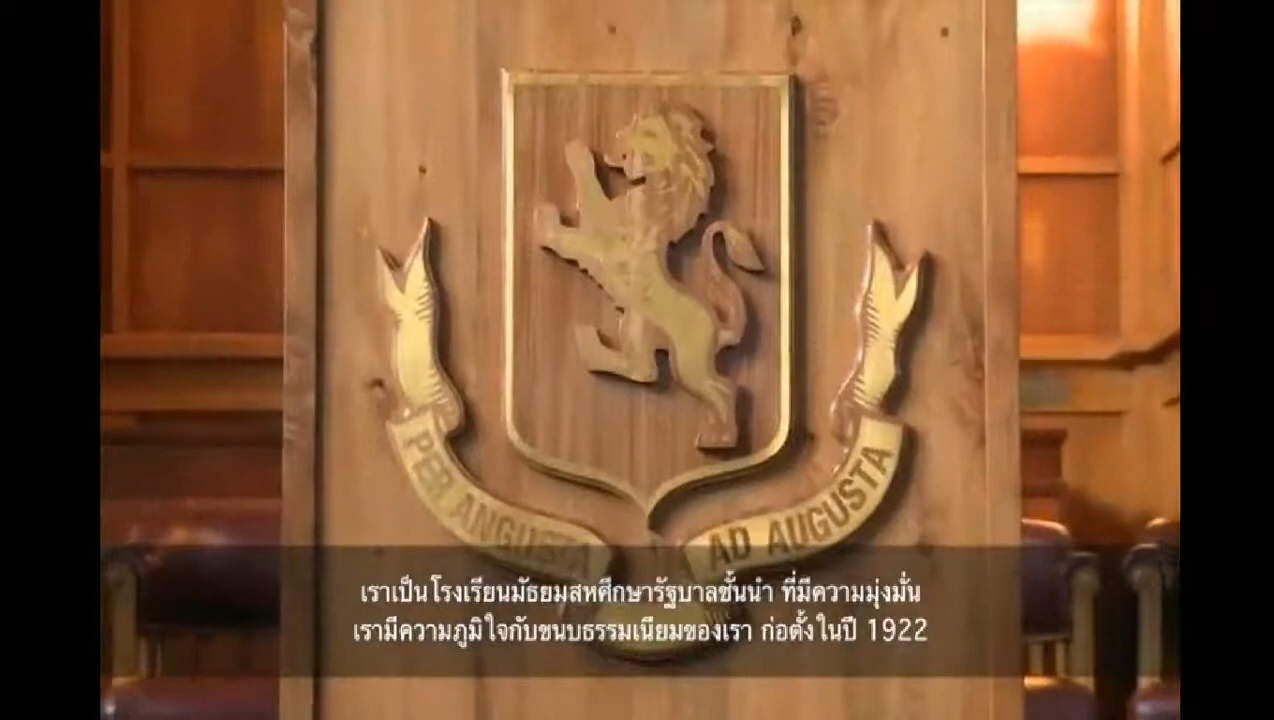 PER ANGUSTA
AD AUGUSTA
เราเป็นโรงเรียนมัธยมสหศึกษารัฐบาลชั้นนำ ที่มีความมุ่งมั่น
เรามีความภูมิใจกับขนบธรรมเนียมของเรา ก่อตั้งในปี 1922